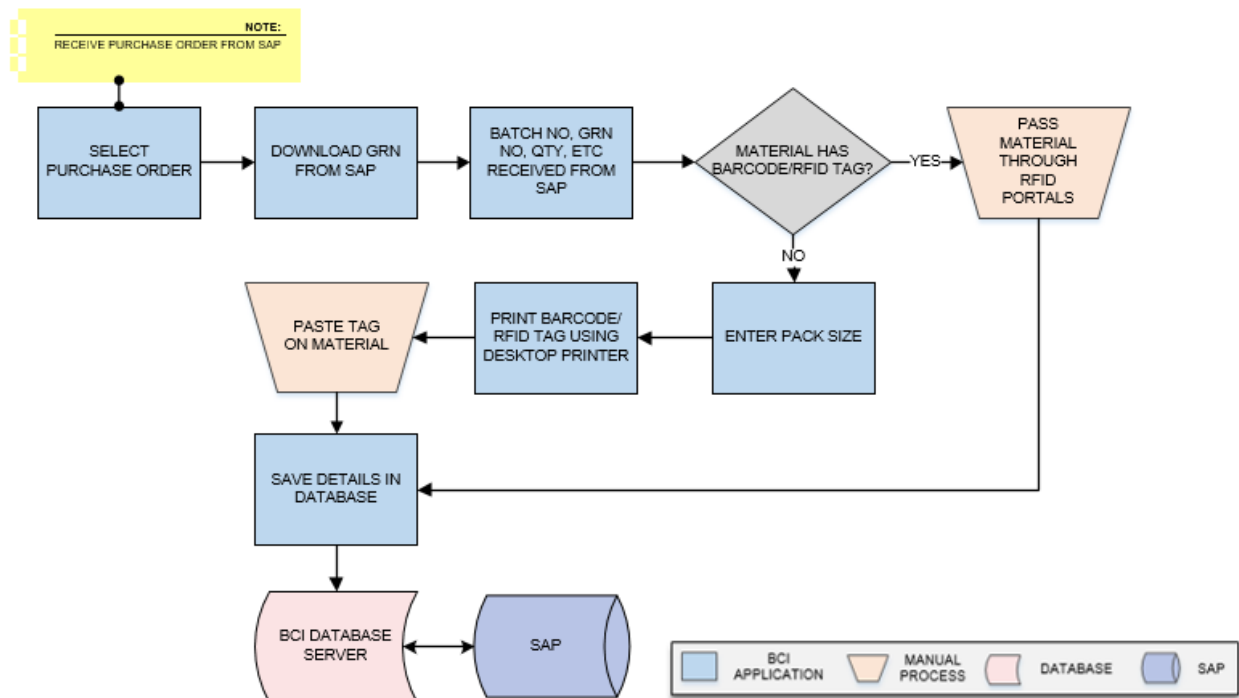 NOTE:
RECEIVE PURCHASE ORDER FROM SAP
SELECT
PURCHASE ORDER
DOWNLOAD GRN
FROM SAP
BATCH NO, GRN
NO, QTY, ETC
RECEIVED FROM
SAP
MATERIAL HAS
BARCODE/RFID TAG?
YES
PASS
MATERIAL
THROUGH
RFID
PORTALS
NO
PASTE TAG
ON MATERIAL
PRINT BARCODE/
RFID TAG USING
DESKTOP PRINTER
ENTER PACK SIZE
SAVE DETAILS IN
DATABASE
BCI DATABASE
SERVER
SAP
BCI
APPLICATION
MANUAL
PROCESS
DATABASE
SAP